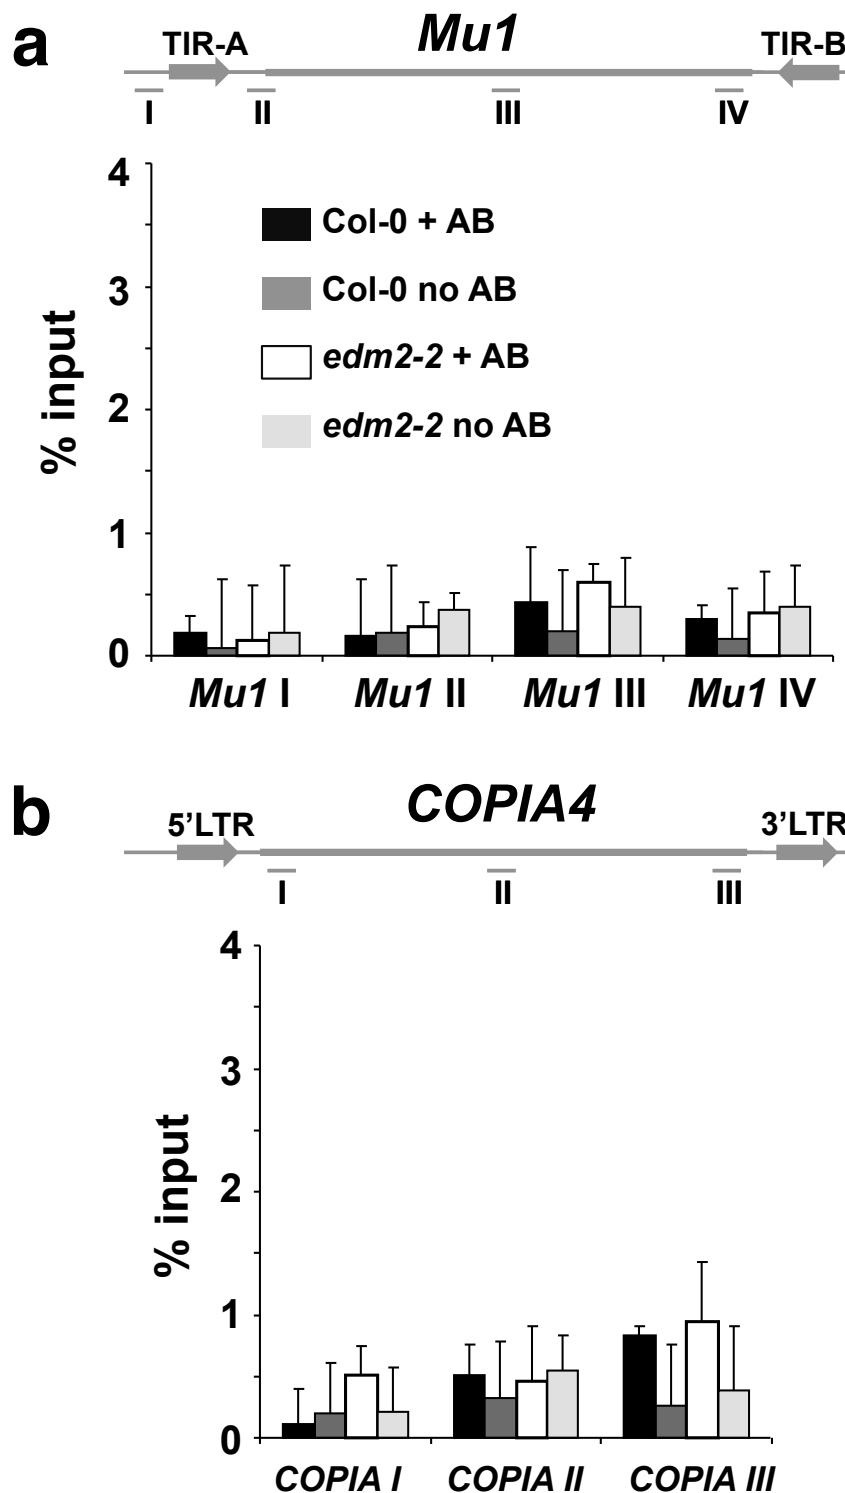 a
Mu1
TIR-A
TIR-B
I II III IV
4
3
2
1
0
% input
Col-0 + AB
Col-0 no AB
edm2-2 + AB
edm2-2 no AB
Mu1 I Mu1 II Mu1 III Mu1 IV
b
COPIA4
5’LTR
3’LTR
I II III
4
3
2
1
0
% input
COPIA I COPIA II COPIA III